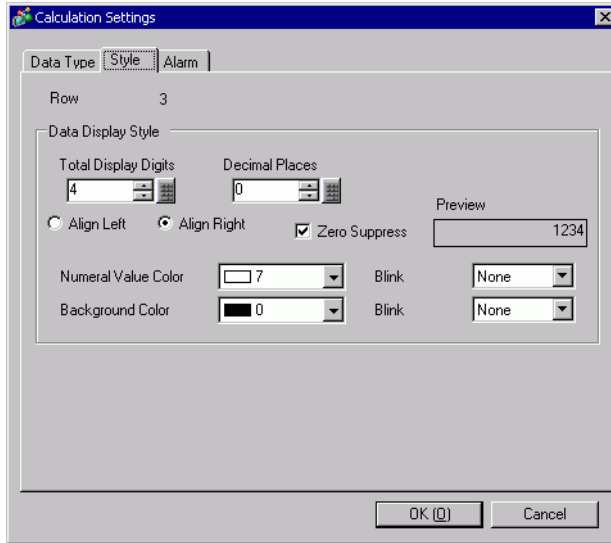 Calculation Settings
Data Type Style Alarm
Row 3
Data Display Style
Total Display Digits Decimal Places
4 0
Preview
Align Left Align Right Zero Suppress 1234
Numeral Value Color 7 Blink None
Background Color 0 Blink None
OK (O) Cancel